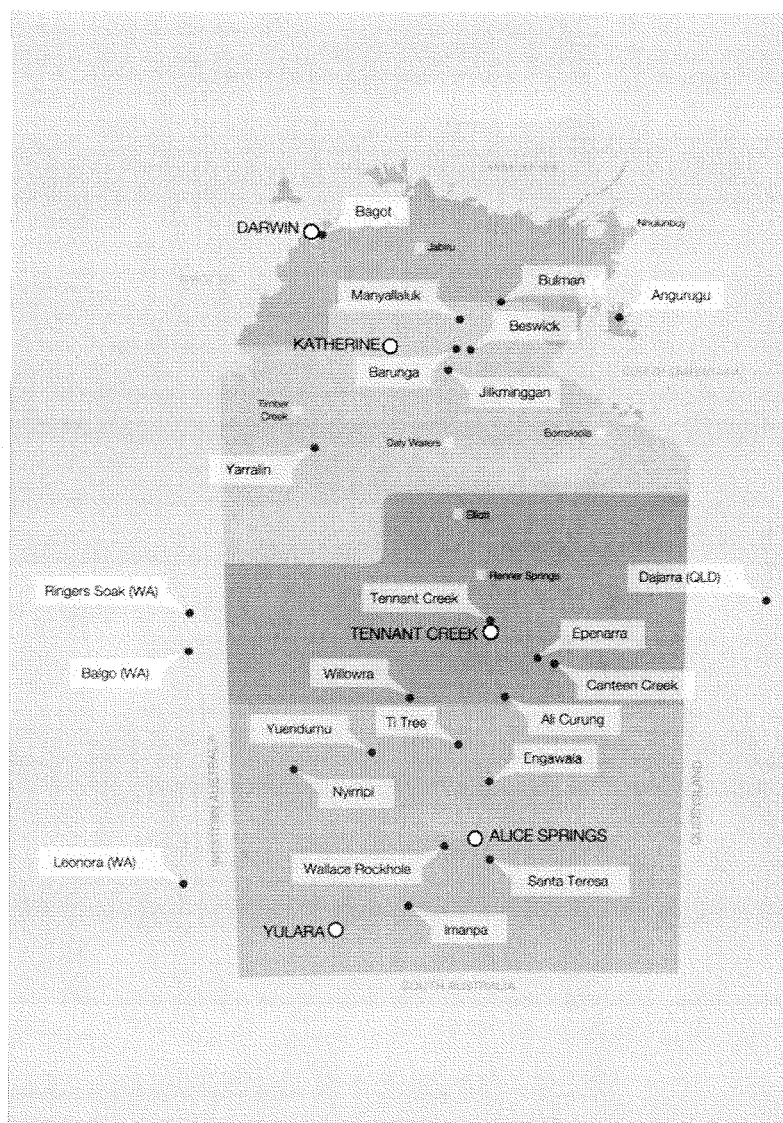 Bagot
DARWIN
Nhulunbuy
Jabiru
Bulman
Manyallaluk
Angurugu
Beswick
KATHERINE
Barunga
Jilkminggan
Timber
Creek
Daly Waters
Borroloola
Yarralin
Elliott
Renner Springs
Dajarra (QLD)
Ringers Soak (WA)
Tennant Creek
TENNANT CREEK
Epenarra
Balgo (WA)
Willowra
Canteen Creek
Ti Tree
Ali Curung
Yuendumu
Engawala
Nyirripi
WESTERN AUSTRALIA
QUEENSLAND
ALICE SPRINGS
Leonora (WA)
Wallace Rockhole
Santa Teresa
YULARA
Imanpa
SOUTH AUSTRALIA